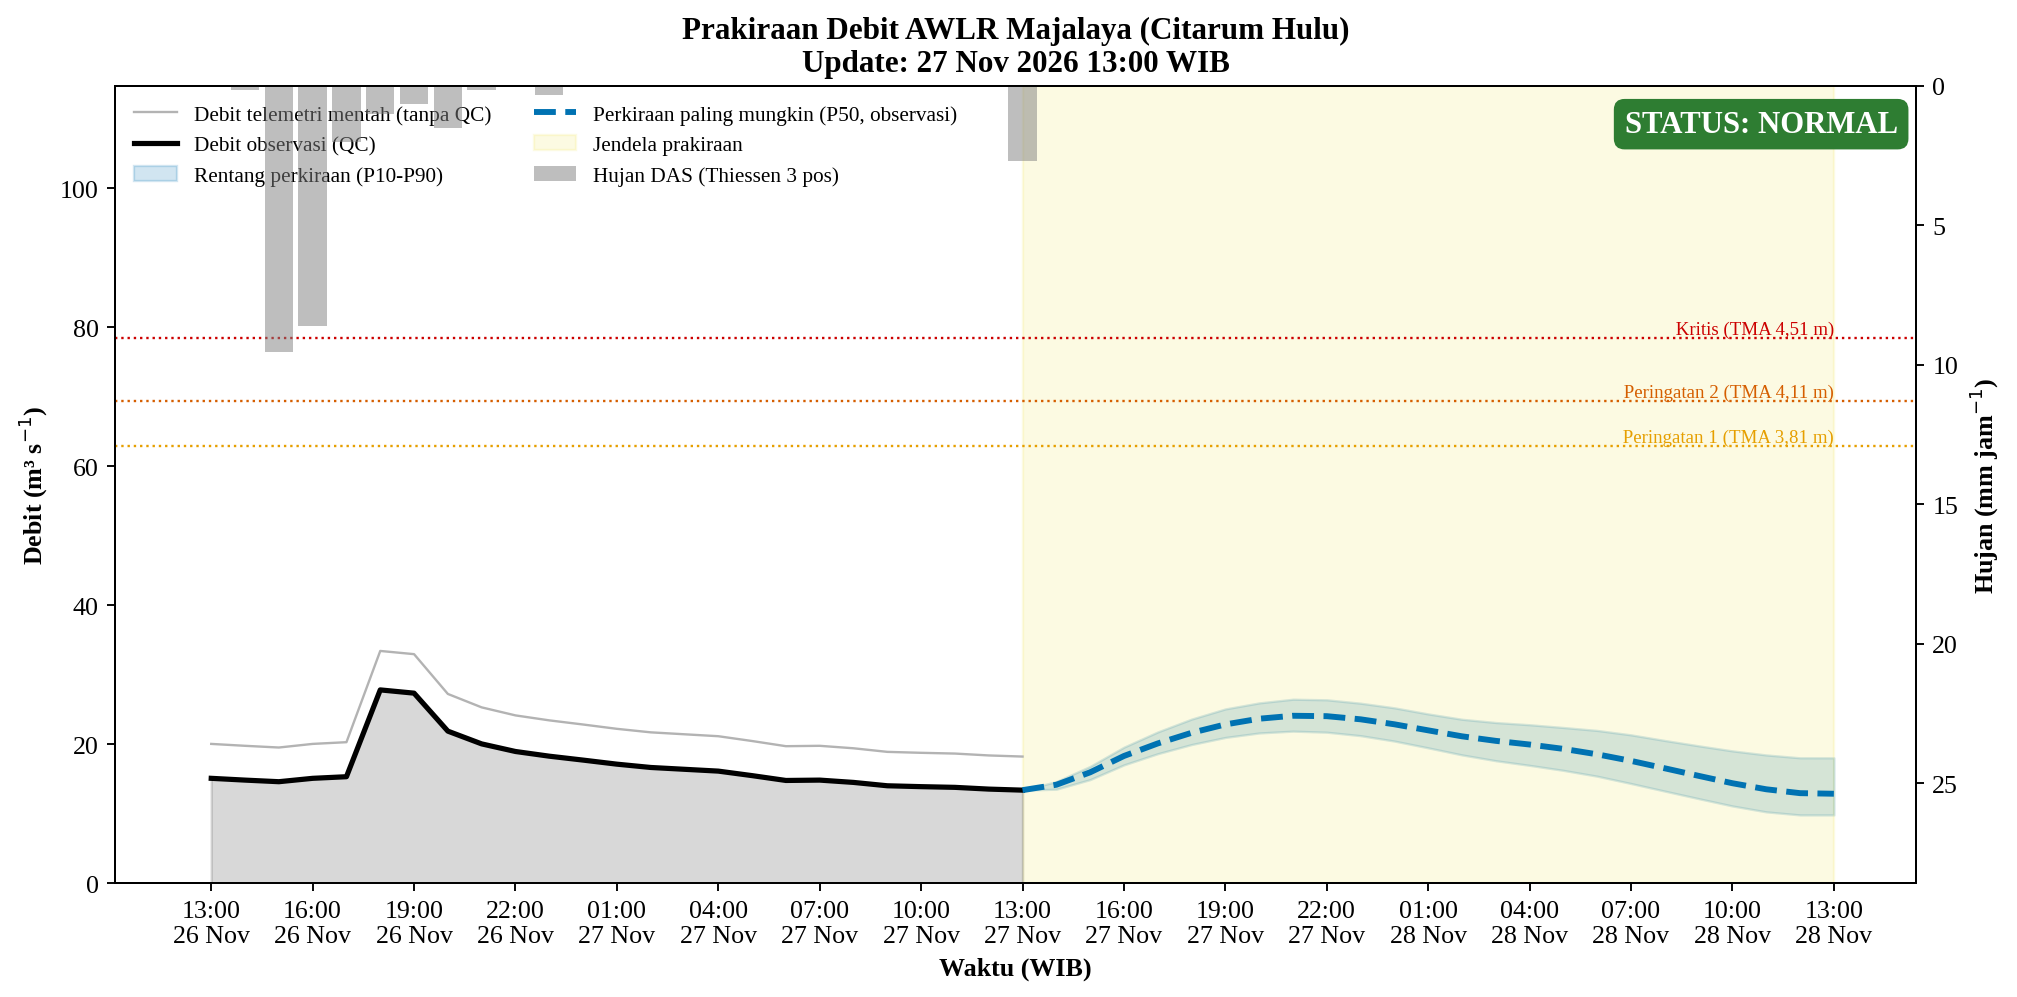 Prakiraan Debit AWLR Majalaya (Citarum Hulu)
Update: 27 Nov 2026 13:00 WIB
Debit telemetri mentah (tanpa QC)
Debit observasi (QC)
Rentang perkiraan (P10-P90)
Perkiraan paling mungkin (P50, observasi)
Jendela prakiraan
Hujan DAS (Thiessen 3 pos)
STATUS: NORMAL
Kritis (TMA 4,51 m)
Peringatan 2 (TMA 4,11 m)
Peringatan 1 (TMA 3,81 m)
Debit (m³ s⁻¹)
100
80
60
40
20
0
Hujan (mm jam⁻¹)
0
5
10
15
20
25
13:00 16:00 19:00 22:00 01:00 04:00 07:00 10:00 13:00 16:00 19:00 22:00 01:00 04:00 07:00 10:00 13:00
26 Nov 26 Nov 26 Nov 26 Nov 27 Nov 27 Nov 27 Nov 27 Nov 27 Nov 27 Nov 27 Nov 27 Nov 28 Nov 28 Nov 28 Nov 28 Nov 28 Nov
Waktu (WIB)